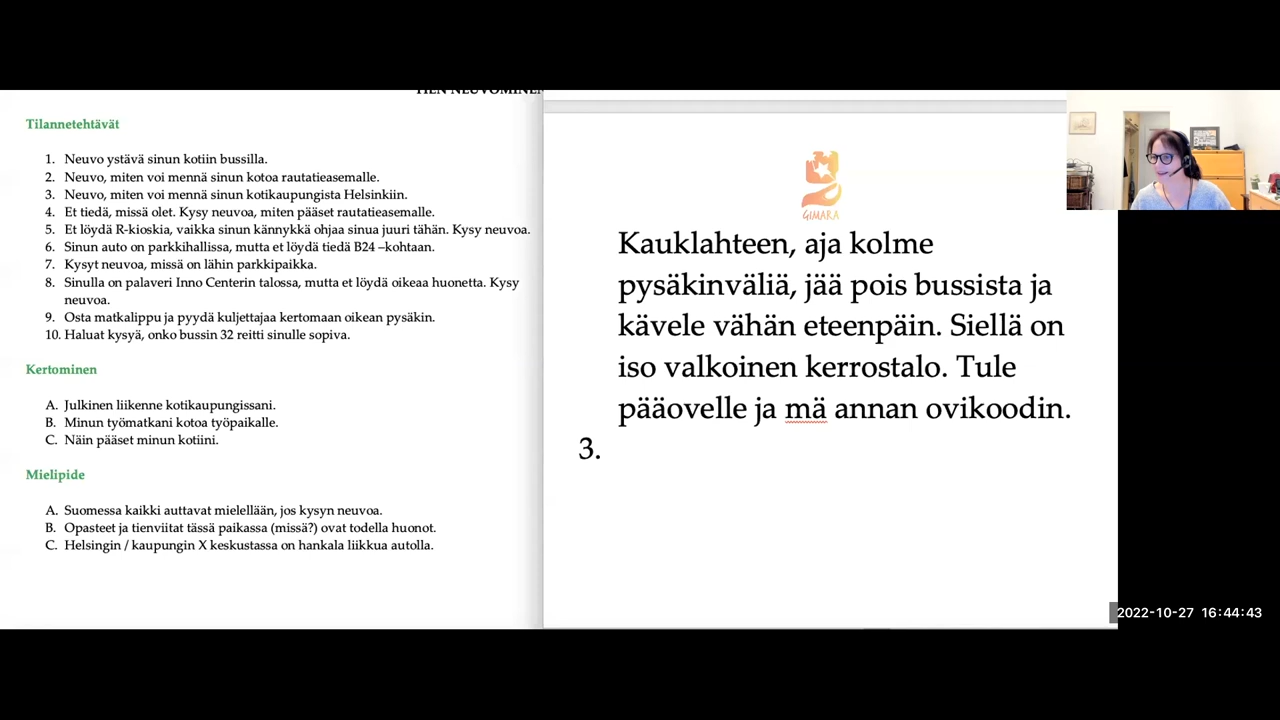 TIEN NEUVOMINEN
Tilannetehtävät
1. Neuvo ystävä sinun kotiin bussilla.
2. Neuvo, miten voi mennä sinun kotoa rautatieasemalle.
3. Neuvo, miten voi mennä sinun kotikaupungista Helsinkiin.
4. Et tiedä, missä olet. Kysy neuvoa, miten pääset rautatieasemalle.
5. Et löydä R-kioskia, vaikka sinun kännykkä ohjaa sinua juuri tähän. Kysy neuvoa.
6. Sinun auto on parkkihallissa, mutta et löydä tiedä B24 –kohtaan.
7. Kysyt neuvoa, missä on lähin parkkipaikka.
8. Sinulla on palaveri Inno Centerin talossa, mutta et löydä oikeaa huonetta. Kysy
neuvoa.
9. Osta matkalippu ja pyydä kuljettajaa kertomaan oikean pysäkin.
10. Haluat kysyä, onko bussin 32 reitti sinulle sopiva.
Kertominen
A. Julkinen liikenne kotikaupungissani.
B. Minun työmatkani kotoa työpaikalle.
C. Näin pääset minun kotiini.
Mielipide
A. Suomessa kaikki auttavat mielellään, jos kysyn neuvoa.
B. Opasteet ja tienviitat tässä paikassa (missä?) ovat todella huonot.
C. Helsingin / kaupungin X keskustassa on hankala liikkua autolla.
GIMARA
Kauklahteen, aja kolme
pysäkinväliä, jää pois bussista ja
kävele vähän eteenpäin. Siellä on
iso valkoinen kerrostalo. Tule
pääovelle ja mä annan ovikoodin.
3.
2022-10-27 16:44:43